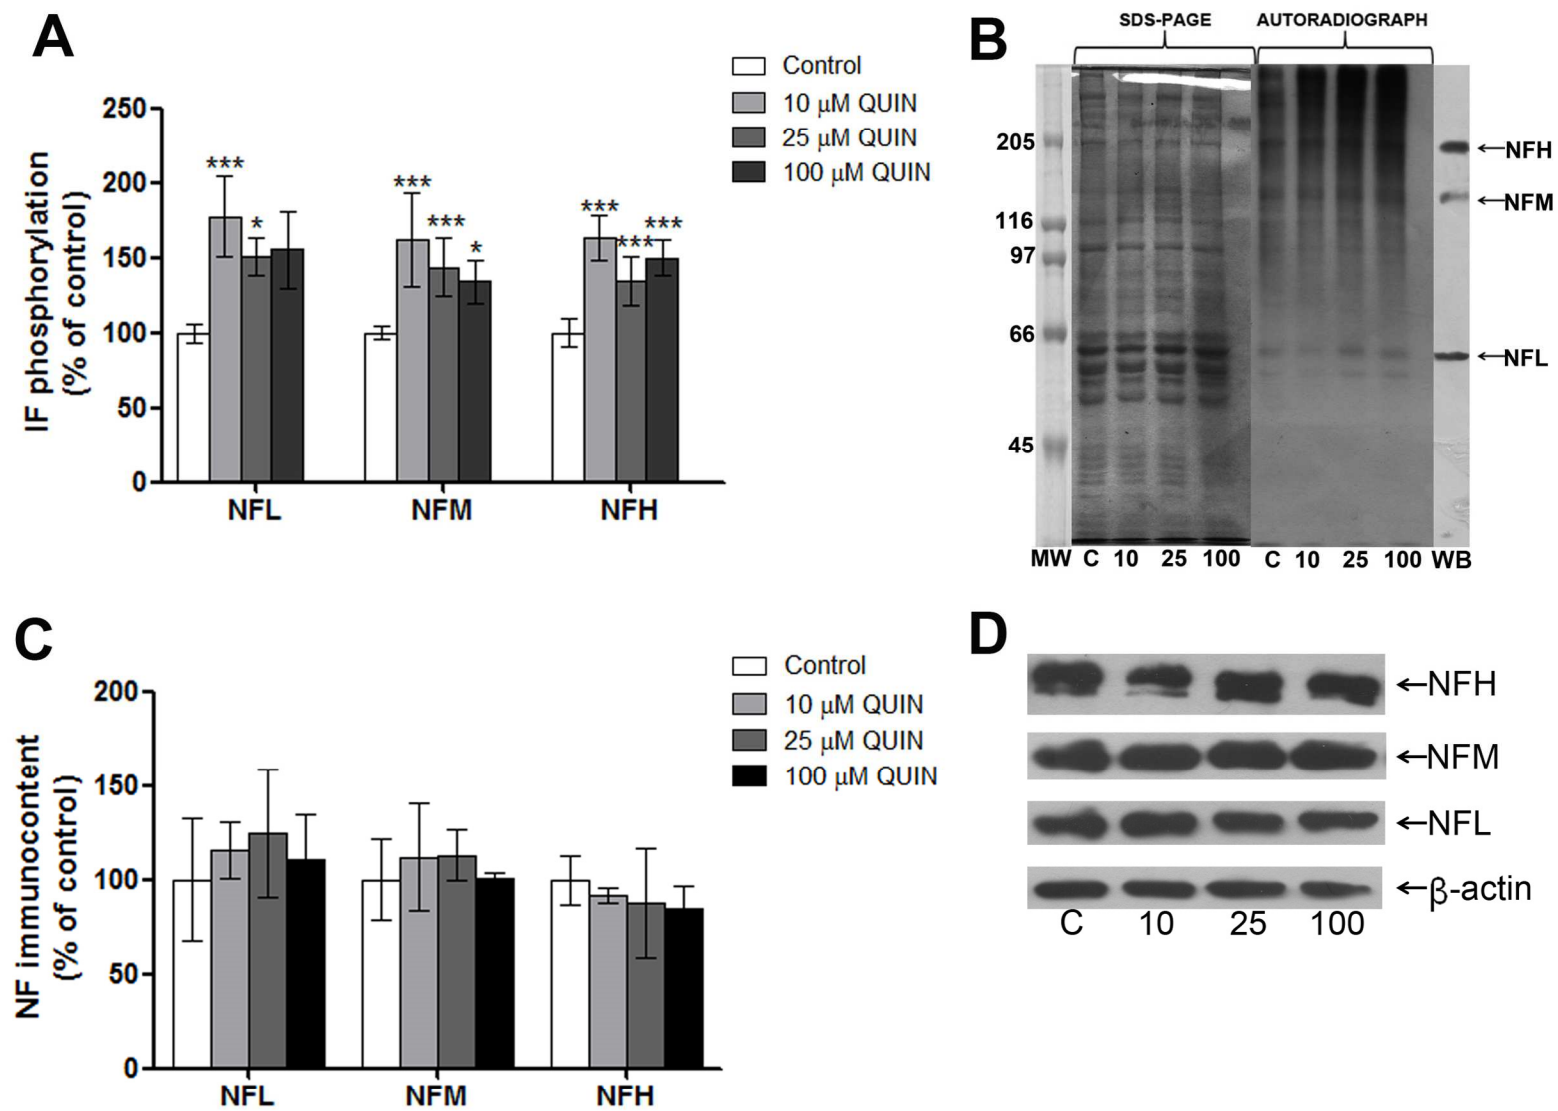 A
Control
10 μM QUIN
25 μM QUIN
100 μM QUIN
IF phosphorylation
(% of control)
250
200
150
100
50
0
***
*
***
***
*
***
***
***
NFL
NFM
NFH
B
SDS-PAGE
AUTORADIOGRAPH
205
116
97
66
45
←NFH
←NFM
←NFL
MW C 10 25 100 C 10 25 100 WB
C
Control
10 μM QUIN
25 μM QUIN
100 μM QUIN
NF immunocontent
(% of control)
200
150
100
50
0
NFL
NFM
NFH
D
←NFH
←NFM
←NFL
←β-actin
C 10 25 100